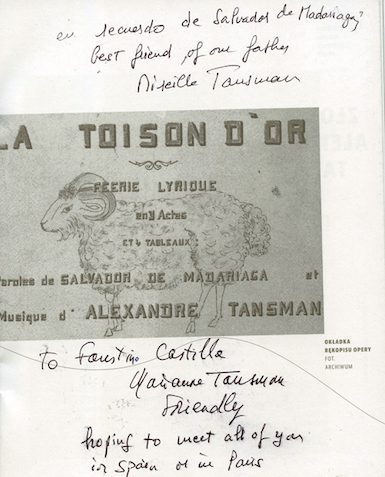 en recuerdo de Salvador de Madariaga,
best friend of our father
Mireille Tansman
LA TOISON D'OR
FÉERIE LYRIQUE
en 3 Actes
ET 4 TABLEAUX:
Paroles de SALVADOR DE MADARIAGA et
Musique d' ALEXANDRE TANSMAN
OKŁADKA
RĘKOPISU OPERY
FOT.
ARCHIWUM
To Faustino Castilla
Marianne Tansman
Friendly
hoping to meet all of you
in Spain or in Paris